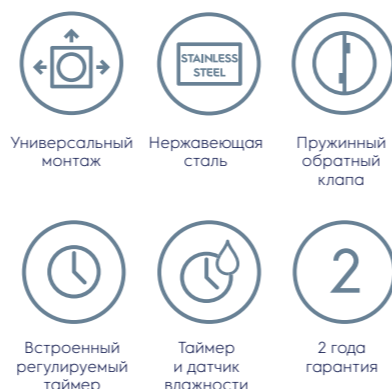 STAINLESS
STEEL
Универсальный
монтаж
Нержавеющая
сталь
Пружинный
обратный
клапа
2
Встроенный
регулируемый
таймер
Таймер
и датчик
влажности
2 года
гарантия